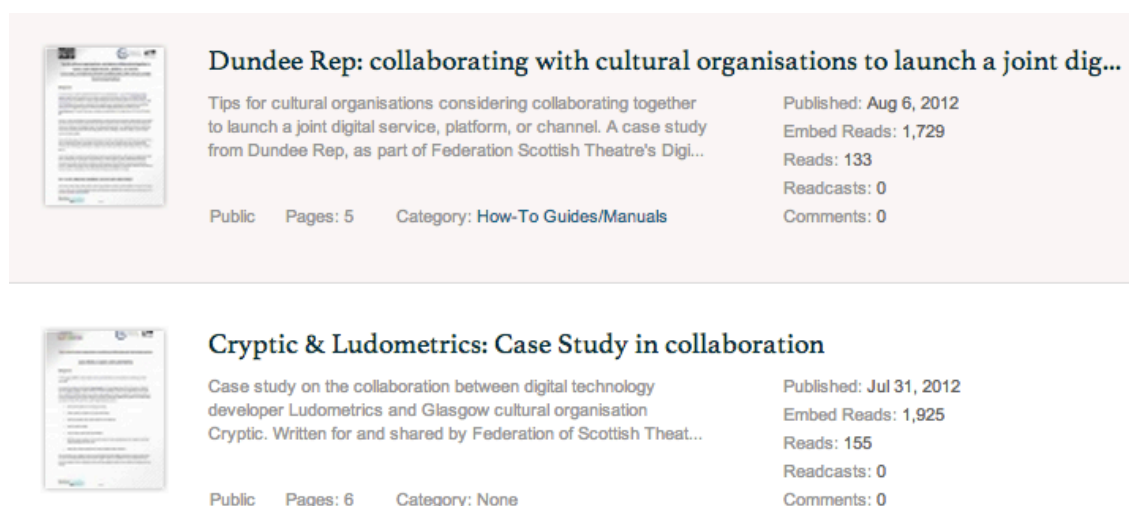 Dundee Rep: collaborating with cultural organisations to launch a joint dig...
Tips for cultural organisations considering collaborating together
to launch a joint digital service, platform, or channel. A case study
from Dundee Rep, as part of Federation Scottish Theatre's Digi...
Public Pages: 5 Category: How-To Guides/Manuals
Published: Aug 6, 2012
Embed Reads: 1,729
Reads: 133
Readcasts: 0
Comments: 0
Cryptic & Ludometrics: Case Study in collaboration
Case study on the collaboration between digital technology
developer Ludometrics and Glasgow cultural organisation
Cryptic. Written for and shared by Federation of Scottish Theat...
Public Pages: 6 Category: None
Published: Jul 31, 2012
Embed Reads: 1,925
Reads: 155
Readcasts: 0
Comments: 0